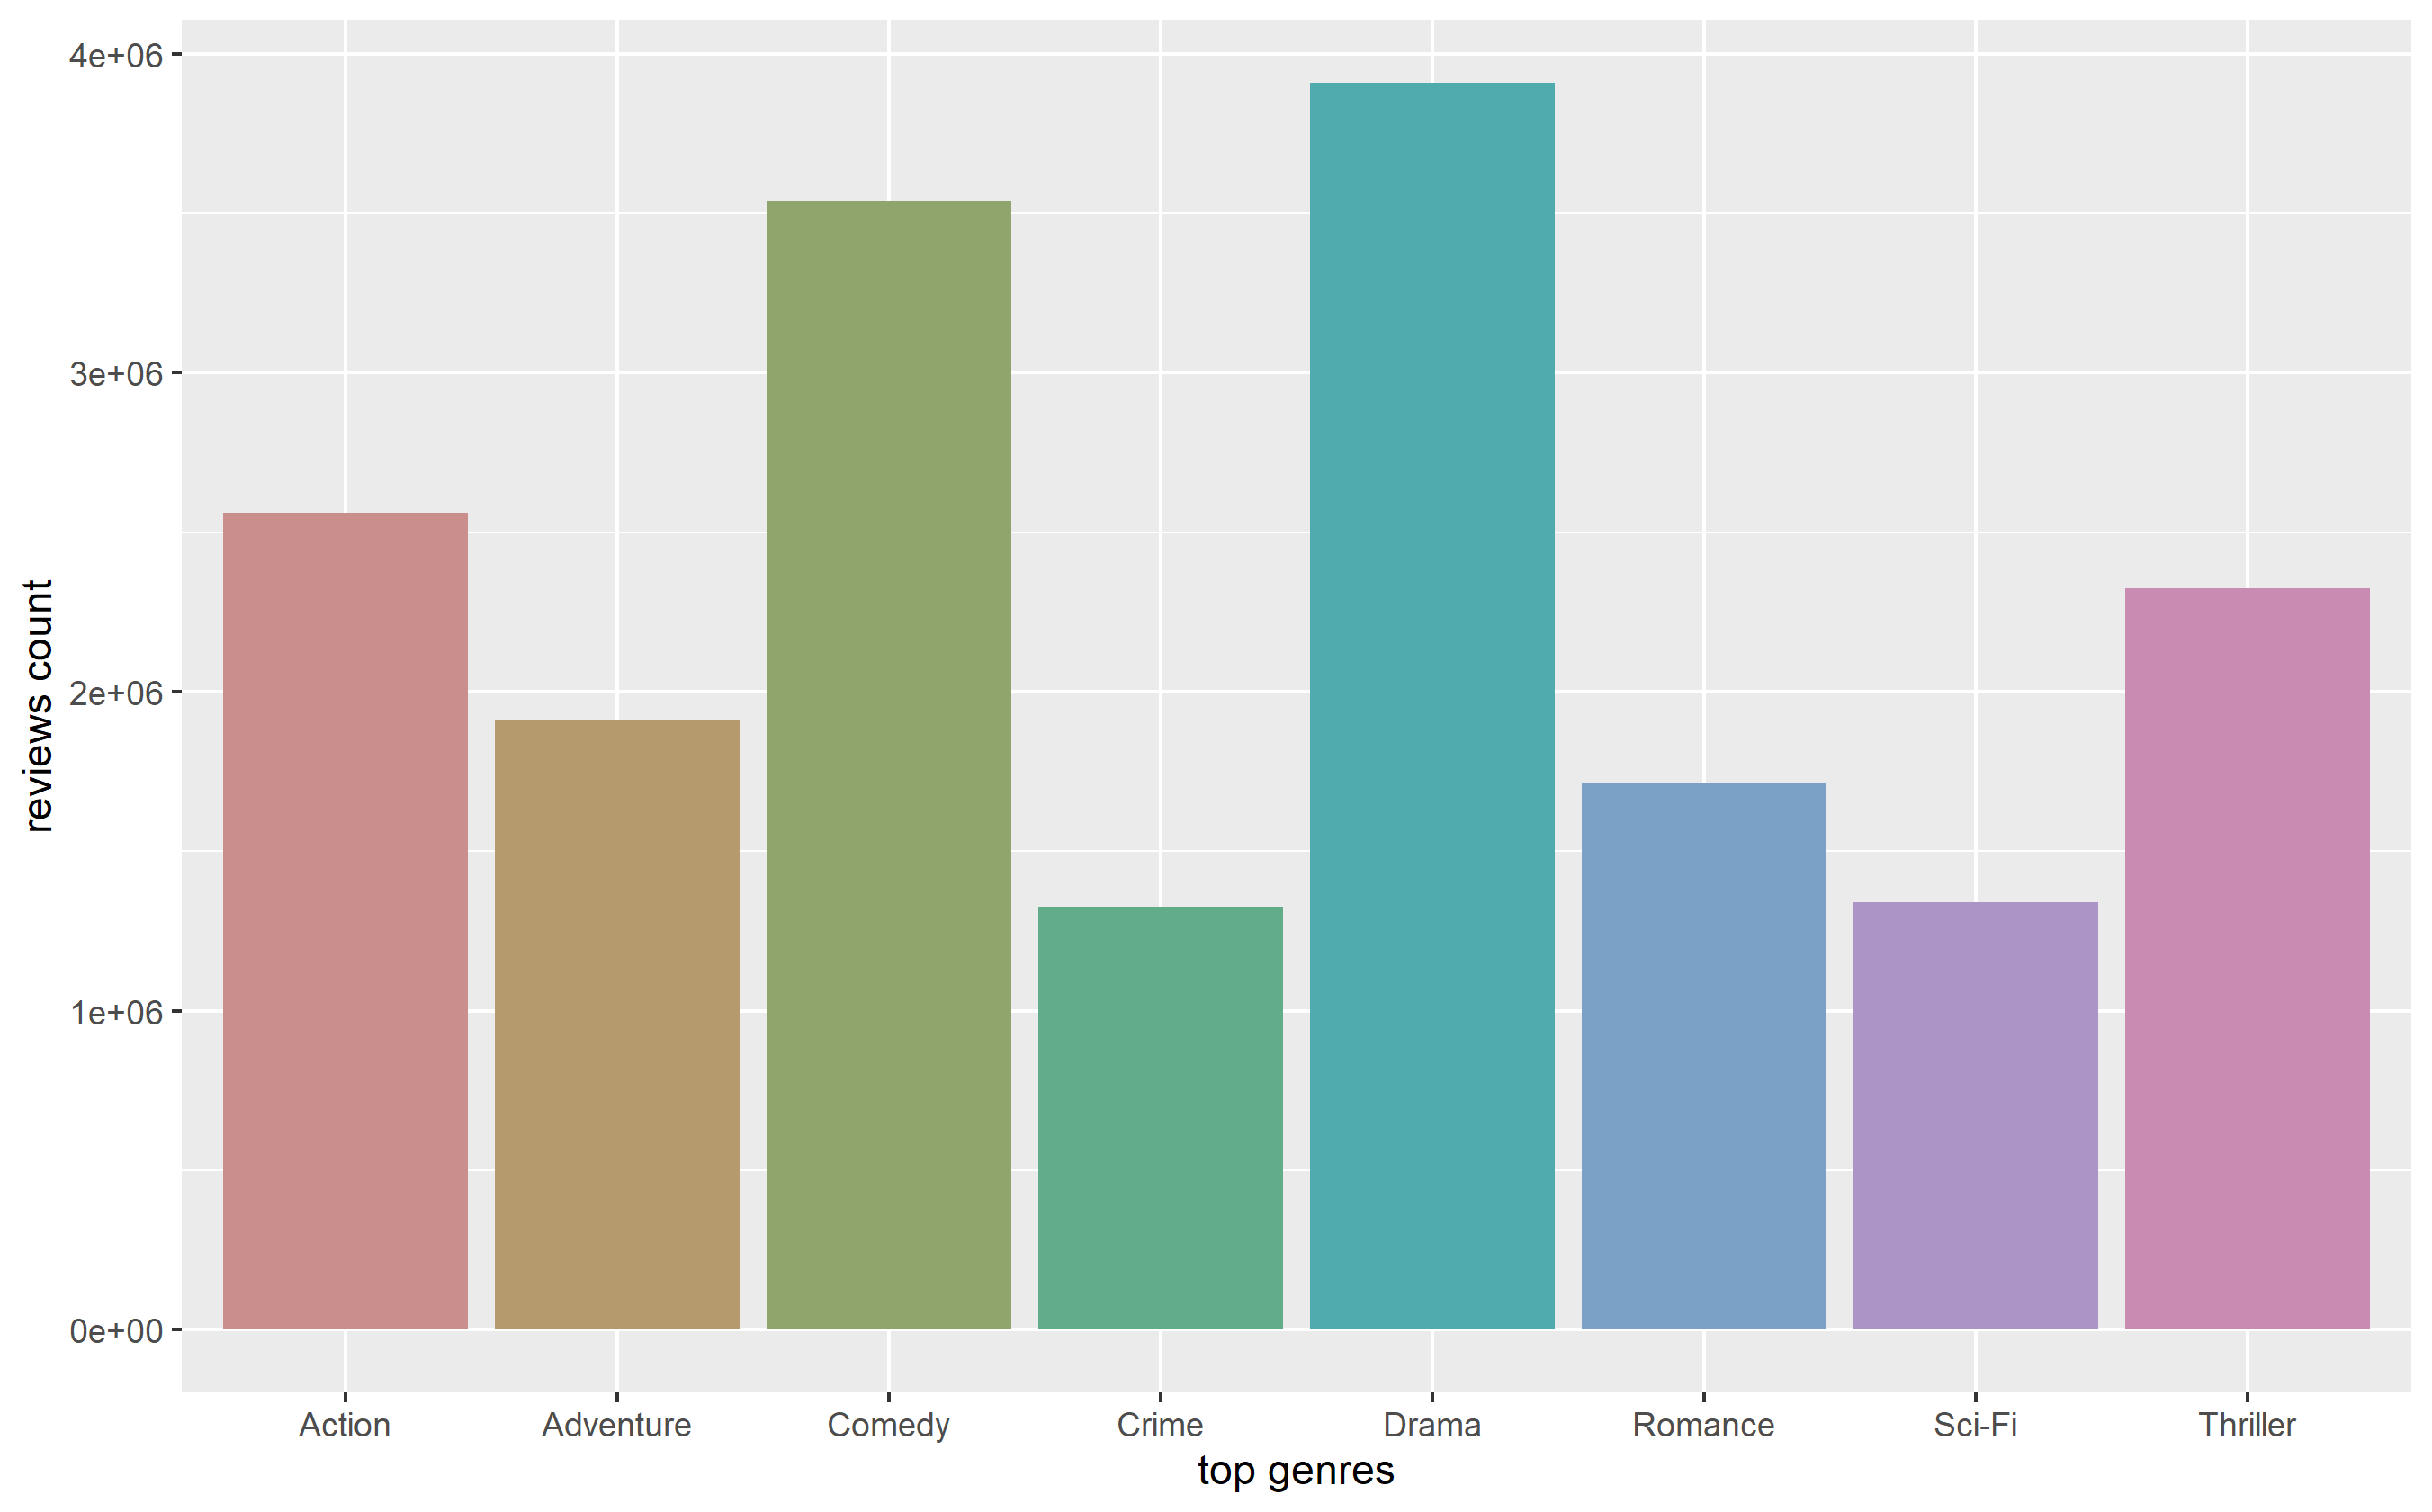 4e+06
3e+06
2e+06
1e+06
0e+00
reviews count
Action Adventure Comedy Crime Drama Romance Sci-Fi Thriller
top genres